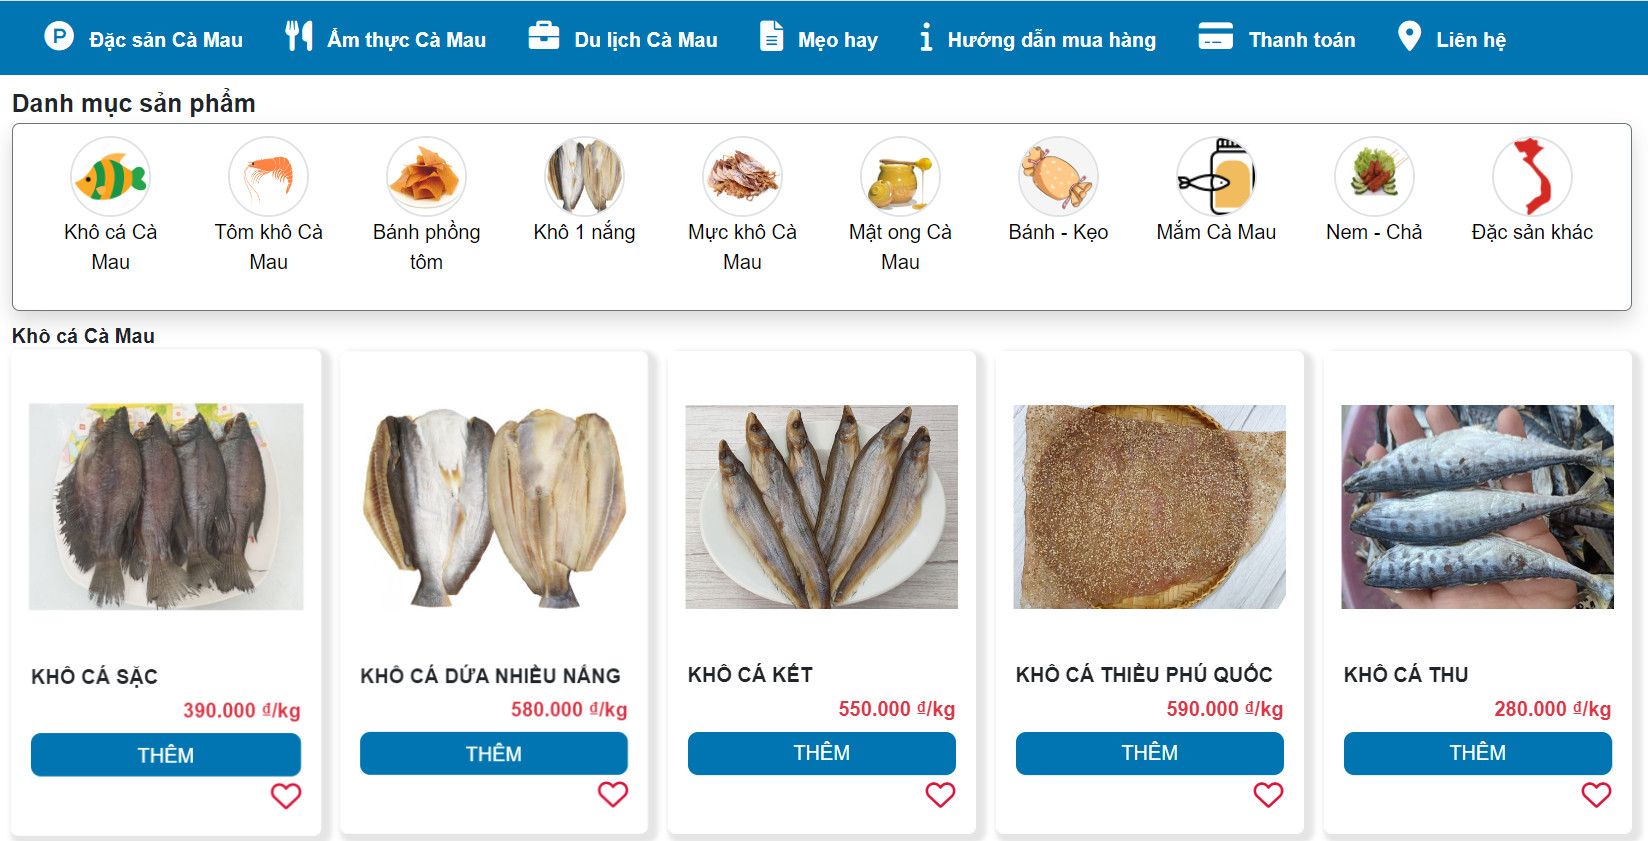 Đặc sản Cà Mau Ẩm thực Cà Mau Du lịch Cà Mau Mẹo hay Hướng dẫn mua hàng Thanh toán Liên hệ
Danh mục sản phẩm
Khô cá Cà Mau
Tôm khô Cà Mau
Bánh phồng tôm
Khô 1 nắng
Mực khô Cà Mau
Mật ong Cà Mau
Bánh - Kẹo
Mắm Cà Mau
Nem - Chả
Đặc sản khác
Khô cá Cà Mau
KHÔ CÁ SẶC
390.000 ₫/kg
THÊM
KHÔ CÁ DỨA NHIỀU NẮNG
580.000 ₫/kg
THÊM
KHÔ CÁ KẾT
550.000 ₫/kg
THÊM
KHÔ CÁ THIỀU PHÚ QUỐC
590.000 ₫/kg
THÊM
KHÔ CÁ THU
280.000 ₫/kg
THÊM